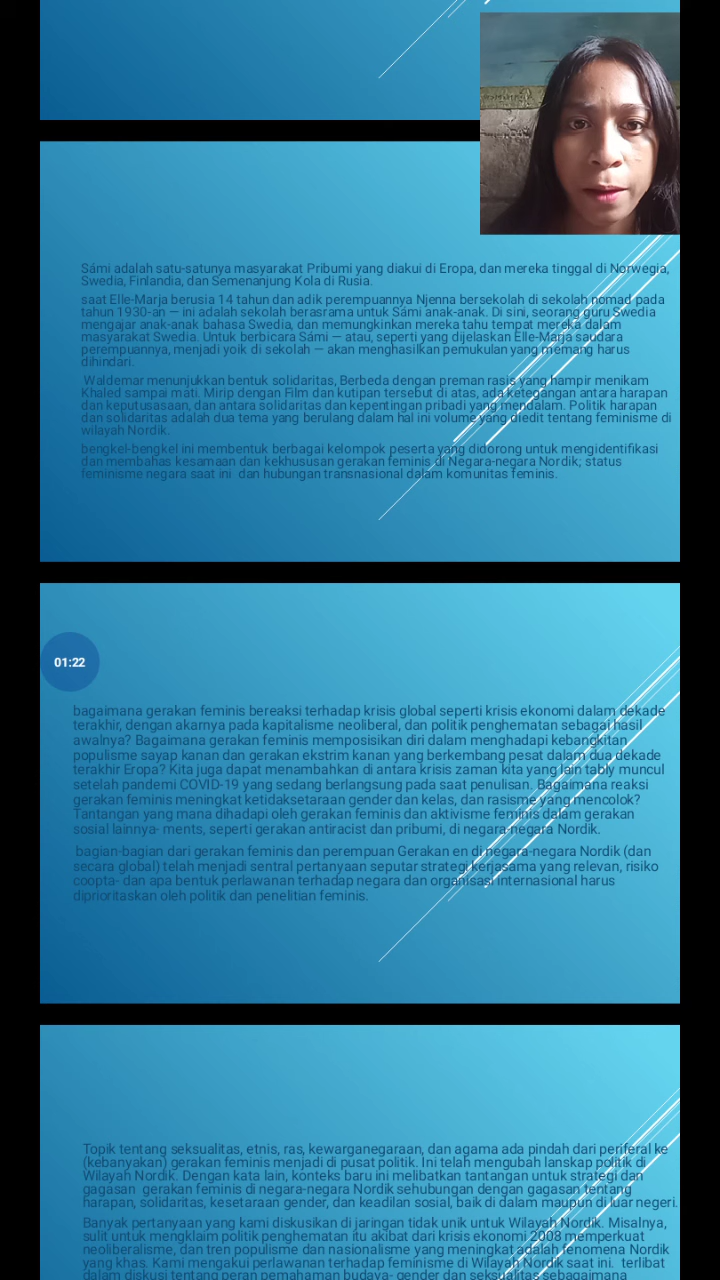 Sámi adalah satu-satunya masyarakat Pribumi yang diakui di Eropa, dan mereka tinggal di Norwegia,
Swedia, Finlandia, dan Semenanjung Kola di Rusia.
saat Elle-Marja berusia 14 tahun dan adik perempuannya Njenna bersekolah di sekolah nomad pada
tahun 1930-an — ini adalah sekolah berasrama untuk Sámi anak-anak. Di sini, seorang guru Swedia
mengajar anak-anak bahasa Swedia, dan memungkinkan mereka tahu tempat mereka dalam
masyarakat Swedia. Untuk berbicara Sámi — atau, seperti yang dijelaskan Elle-Marja saudara
perempuannya, menjadi yoik di sekolah — akan menghasilkan pemukulan yang memang harus
dihindari.
Waldemar menunjukkan bentuk solidaritas, Berbeda dengan preman rasis yang hampir menikam
Khaled sampai mati. Mirip dengan Film dan kutipan tersebut di atas, ada ketegangan antara harapan
dan keputusasaan, dan antara solidaritas dan kepentingan pribadi yang mendalam. Politik harapan
dan solidaritas adalah dua tema yang berulang dalam hal ini volume yang diedit tentang feminisme di
wilayah Nordik.
bengkel-bengkel ini membentuk berbagai kelompok peserta yang didorong untuk mengidentifikasi
dan membahas kesamaan dan kekhususan gerakan feminis di Negara-negara Nordik; status
feminisme negara saat ini dan hubungan transnasional dalam komunitas feminis.
01:22
bagaimana gerakan feminis bereaksi terhadap krisis global seperti krisis ekonomi dalam dekade
terakhir, dengan akarnya pada kapitalisme neoliberal, dan politik penghematan sebagai hasil
awalnya? Bagaimana gerakan feminis memposisikan diri dalam menghadapi kebangkitan
populisme sayap kanan dan gerakan ekstrim kanan yang berkembang pesat dalam dua dekade
terakhir Eropa? Kita juga dapat menambahkan di antara krisis zaman kita yang lain tably muncul
setelah pandemi COVID-19 yang sedang berlangsung pada saat penulisan. Bagaimana reaksi
gerakan feminis meningkat ketidaksetaraan gender dan kelas, dan rasisme yang mencolok?
Tantangan yang mana dihadapi oleh gerakan feminis dan aktivisme feminis dalam gerakan
sosial lainnya- ments, seperti gerakan antiracist dan pribumi, di negara-negara Nordik.
bagian-bagian dari gerakan feminis dan perempuan Gerakan en di negara-negara Nordik (dan
secara global) telah menjadi sentral pertanyaan seputar strategi kerjasama yang relevan, risiko
coopta- dan apa bentuk perlawanan terhadap negara dan organisasi internasional harus
diprioritaskan oleh politik dan penelitian feminis.
Topik tentang seksualitas, etnis, ras, kewarganegaraan, dan agama ada pindah dari periferal ke
(kebanyakan) gerakan feminis menjadi di pusat politik. Ini telah mengubah lanskap politik di
Wilayah Nordik. Dengan kata lain, konteks baru ini melibatkan tantangan untuk strategi dan
gagasan gerakan feminis di negara-negara Nordik sehubungan dengan gagasan tentang
harapan, solidaritas, kesetaraan gender, dan keadilan sosial, baik di dalam maupun di luar negeri.
Banyak pertanyaan yang kami diskusikan di jaringan tidak unik untuk Wilayah Nordik. Misalnya,
sulit untuk mengklaim politik penghematan itu akibat dari krisis ekonomi 2008 memperkuat
neoliberalisme, dan tren populisme dan nasionalisme yang meningkat adalah fenomena Nordik
yang khas. Kami mengakui perlawanan terhadap feminisme di Wilayah Nordik saat ini. terlibat
dalam diskusi tentang peran pemahaman budaya- gender dan seksualitas sebagaimana